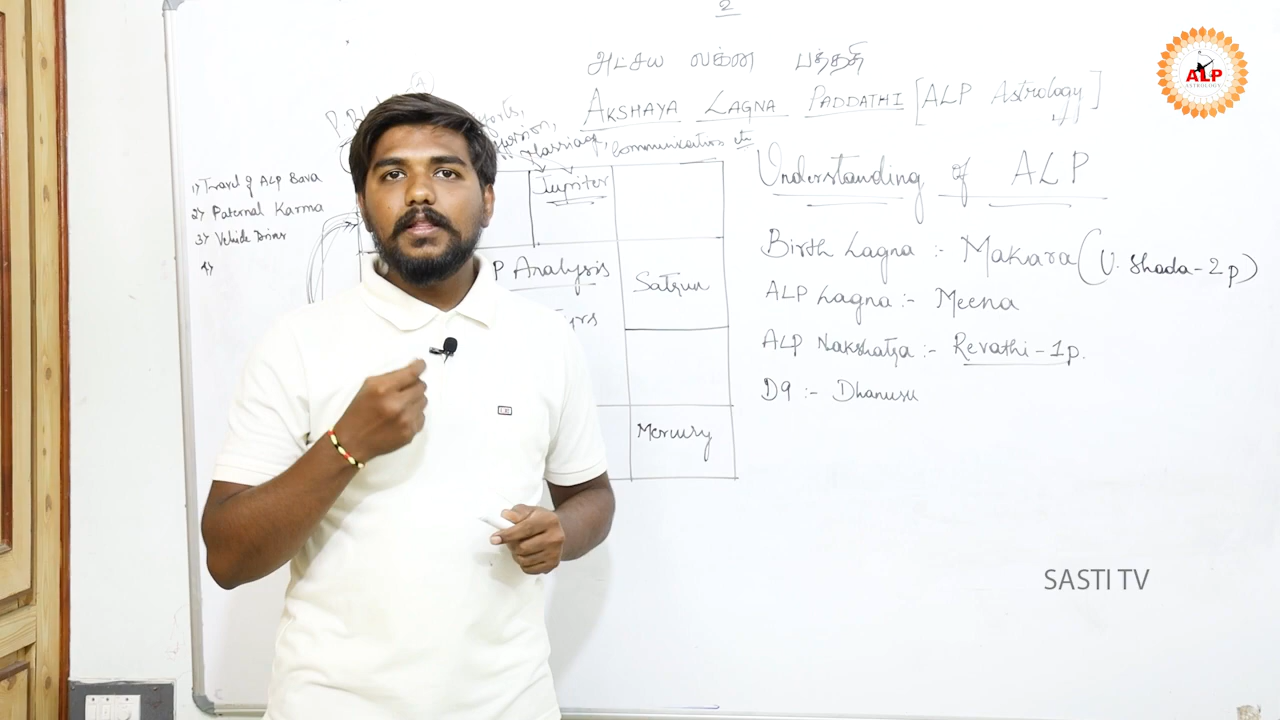 2
அட்சய லக்ன பத்ததி
AKSHAYA LAGNA PADDATHI [ALP Astrology]
ALP
ASTROLOGY
Marriage, Communication etc
1) Travel of ALP Bava
2) Paternal Karma
3) Vehicle Driver
4)
Jupiter
P Analysis
Saturn
Mercury
Understanding of ALP
Birth Lagna :- Makara (U. Shada - 2p)
ALP Lagna :- Meena
ALP Nakshatra :- Revathi - 1p.
D9 :- Dhanusu
SASTI TV